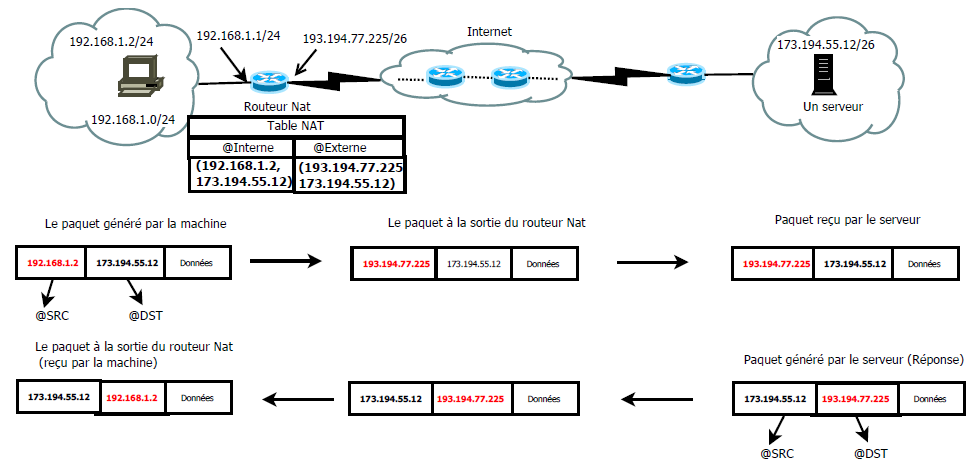 192.168.1.2/24
192.168.1.0/24
192.168.1.1/24
193.194.77.225/26
Routeur Nat
Internet
173.194.55.12/26
Un serveur
Table NAT
@Interne @Externe
(192.168.1.2, (193.194.77.225
173.194.55.12) 173.194.55.12)
Le paquet généré par la machine
192.168.1.2 173.194.55.12 Données
@SRC @DST
Le paquet à la sortie du routeur Nat
193.194.77.225 173.194.55.12 Données
Paquet reçu par le serveur
193.194.77.225 173.194.55.12 Données
Le paquet à la sortie du routeur Nat
(reçu par la machine)
173.194.55.12 192.168.1.2 Données
173.194.55.12 193.194.77.225 Données
Paquet généré par le serveur (Réponse)
173.194.55.12 193.194.77.225 Données
@SRC @DST